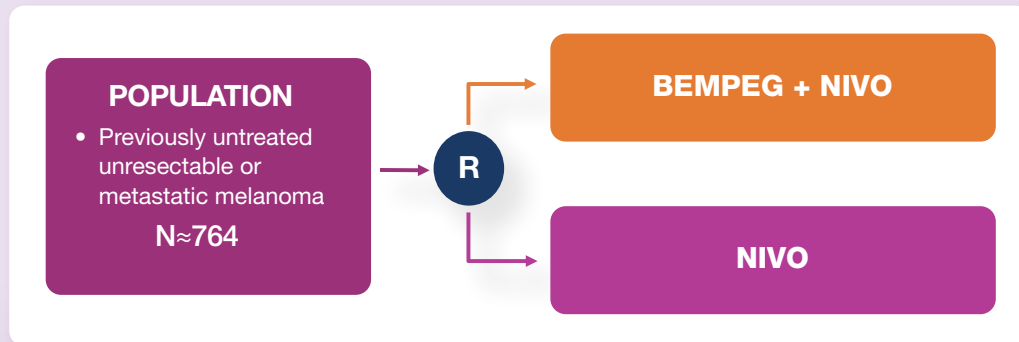 POPULATION
• Previously untreated
unresectable or
metastatic melanoma
N≈764
R
BEMPEG + NIVO
NIVO